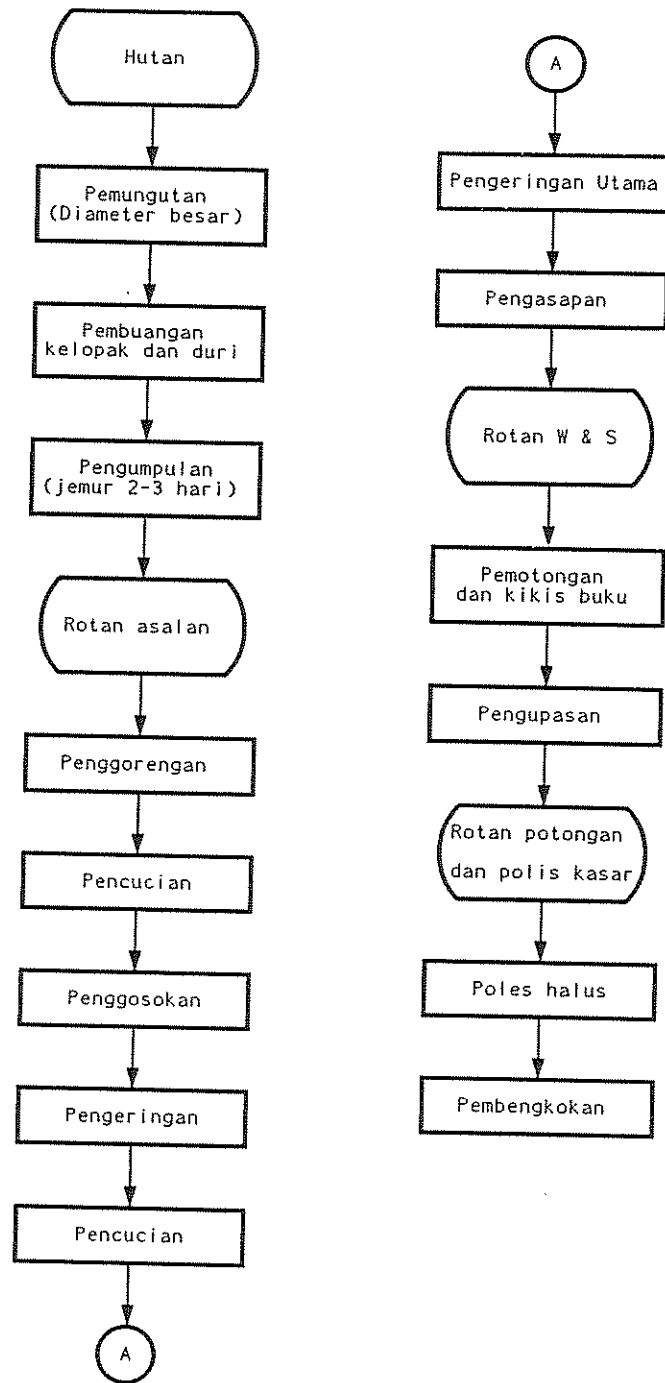 Hutan
Pemungutan
(Diameter besar)
Pembuangan
kelopak dan duri
Pengumpulan
(jemur 2-3 hari)
Rotan asalan
Penggorengan
Pencucian
Penggosokan
Pengeringan
Pencucian
A
A
Pengeringan Utama
Pengasapan
Rotan W & S
Pemotongan
dan kikis buku
Pengupasan
Rotan potongan
dan polis kasar
Poles halus
Pembengkokan